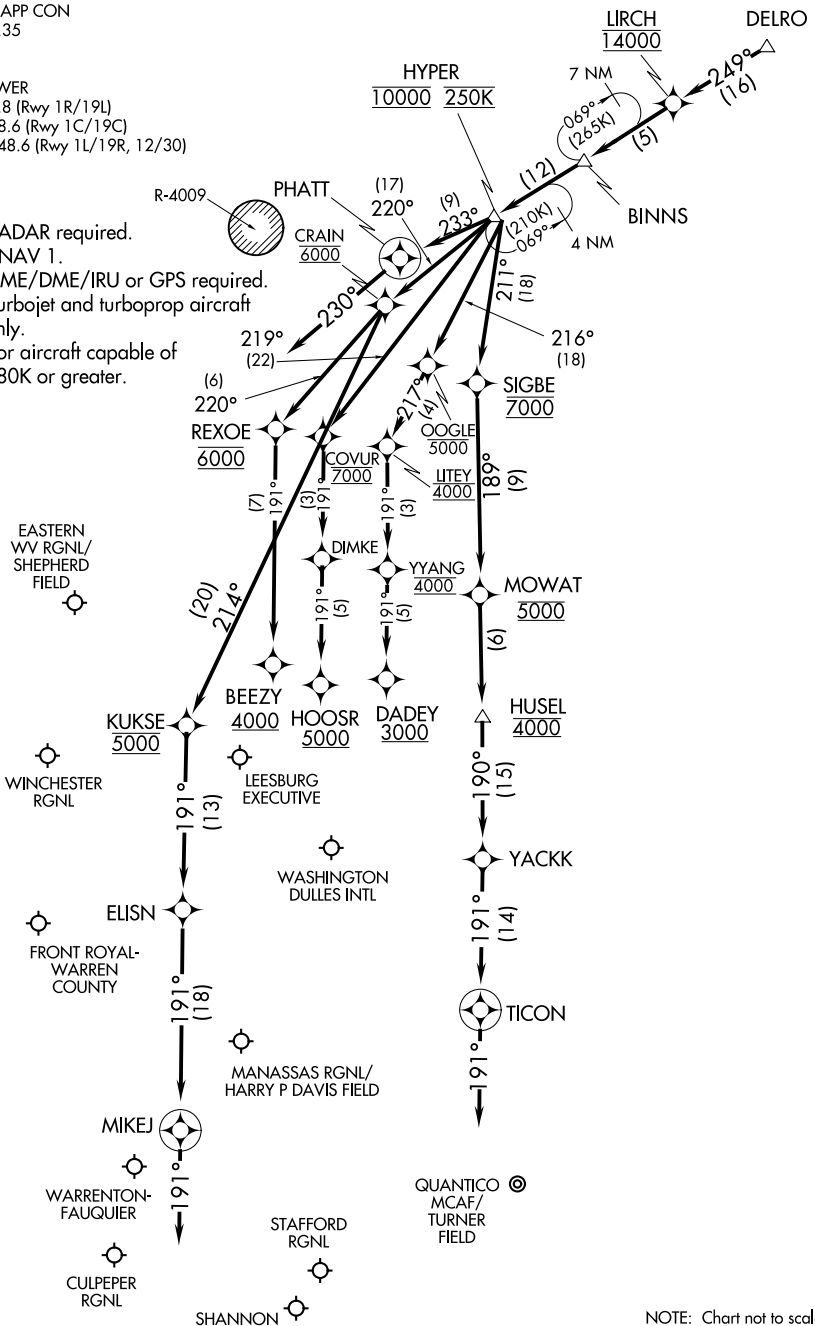 APP CON
.35
WER
.8 (Rwy 1R/19L)
8.6 (Rwy 1C/19C)
48.6 (Rwy 1L/19R, 12/30)
ADAR required.
NAV 1.
ME/DME/IRU or GPS required.
urbojet and turboprop aircraft
nly.
or aircraft capable of
80K or greater.
DELRO
LIRCH
14000
249°
(16)
7 NM
069°
(265K)
(5)
HYPER
10000 250K
(12)
BINNS
(210K)
069°
4 NM
R-4009
PHATT
(17)
220°
(9)
233°
CRAIN
6000
230°
219°
(22)
211°
(18)
216°
(18)
(6)
220°
REXOE
6000
COVUR
7000
217°
(4)
OOGLE
5000
LITEY
4000
SIGBE
7000
(7)
191°
(3)
191°
191°
(3)
189°
(9)
EASTERN
WV RGNL/
SHEPHERD
FIELD
DIMKE
YYANG
4000
MOWAT
5000
(20)
214°
191°
(5)
191°
(5)
(6)
BEEZY
4000
HOOSR
5000
DADEY
3000
HUSEL
4000
KUKSE
5000
WINCHESTER
RGNL
LEESBURG
EXECUTIVE
191°
(13)
190°
(15)
WASHINGTON
DULLES INTL
YACKK
ELISN
FRONT ROYAL-
WARREN
COUNTY
191°
(14)
191°
(18)
TICON
MANASSAS RGNL/
HARRY P DAVIS FIELD
191°
MIKEJ
WARRENTON-
FAUQUIER
191°
QUANTICO
MCAF/
TURNER
FIELD
STAFFORD
RGNL
CULPEPER
RGNL
SHANNON
NOTE: Chart not to scal